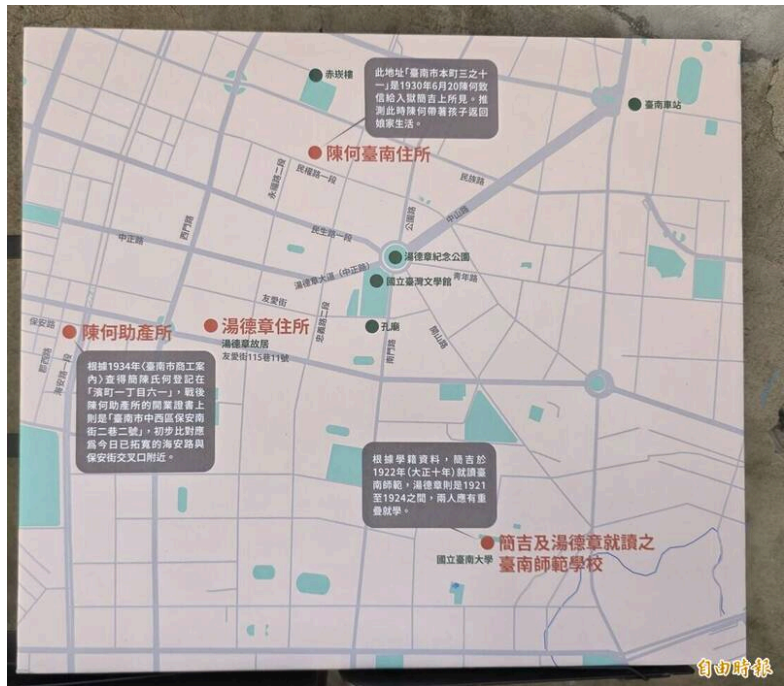 赤崁樓
此地址「臺南市本町三之十
一」是1930年6月20陳何致
信給入獄簡吉上所見。推
測此時陳何帶著孩子返回
娘家生活。
臺南車站
陳何臺南住所
民權路一段
永福路二段
民族路
公園路
中山路
西門路
中正路
民生路一段
湯德章紀念公園
湯德章大道（中正路）
國立臺灣文學館
青年路
友愛街
忠義路二段
保安路
陳何助產所
湯德章住所
湯德章故居
友愛街115巷11號
孔廟
南門路
開山路
郡西路
海安路一段
根據1934年〈臺南市商工案
內〉查得簡陳氏何登記在
「濱町一丁目六一」，戰後
陳何助產所的開業證書上
則是「臺南市中西區保安南
街二巷二號」，初步比對應
為今日已拓寬的海安路與
保安街交叉口附近。
根據學籍資料，簡吉於
1922年(大正十年)就讀臺
南師範，湯德章則是1921
至1924之間，兩人應有重
疊就學。
簡吉及湯德章就讀之
臺南師範學校
國立臺南大學
自由時報